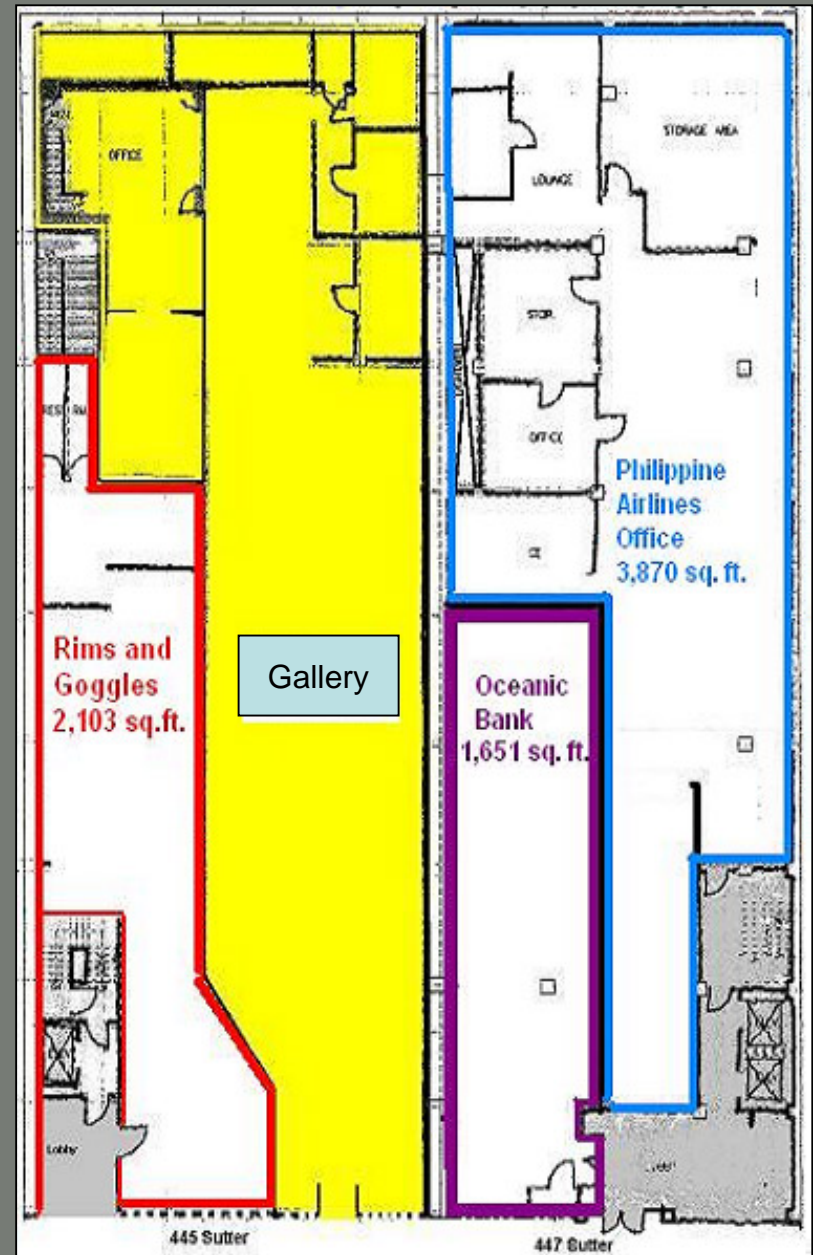 OFFICE
STORAGE AREA
LOUNGE
STOR.
OFFICE
Philippine
Airlines
Office
3,870 sq. ft.
Rims and
Goggles
2,103 sq.ft.
Gallery
Oceanic
Bank
1,651 sq. ft.
Lobby
445 Sutter
447 Sutter